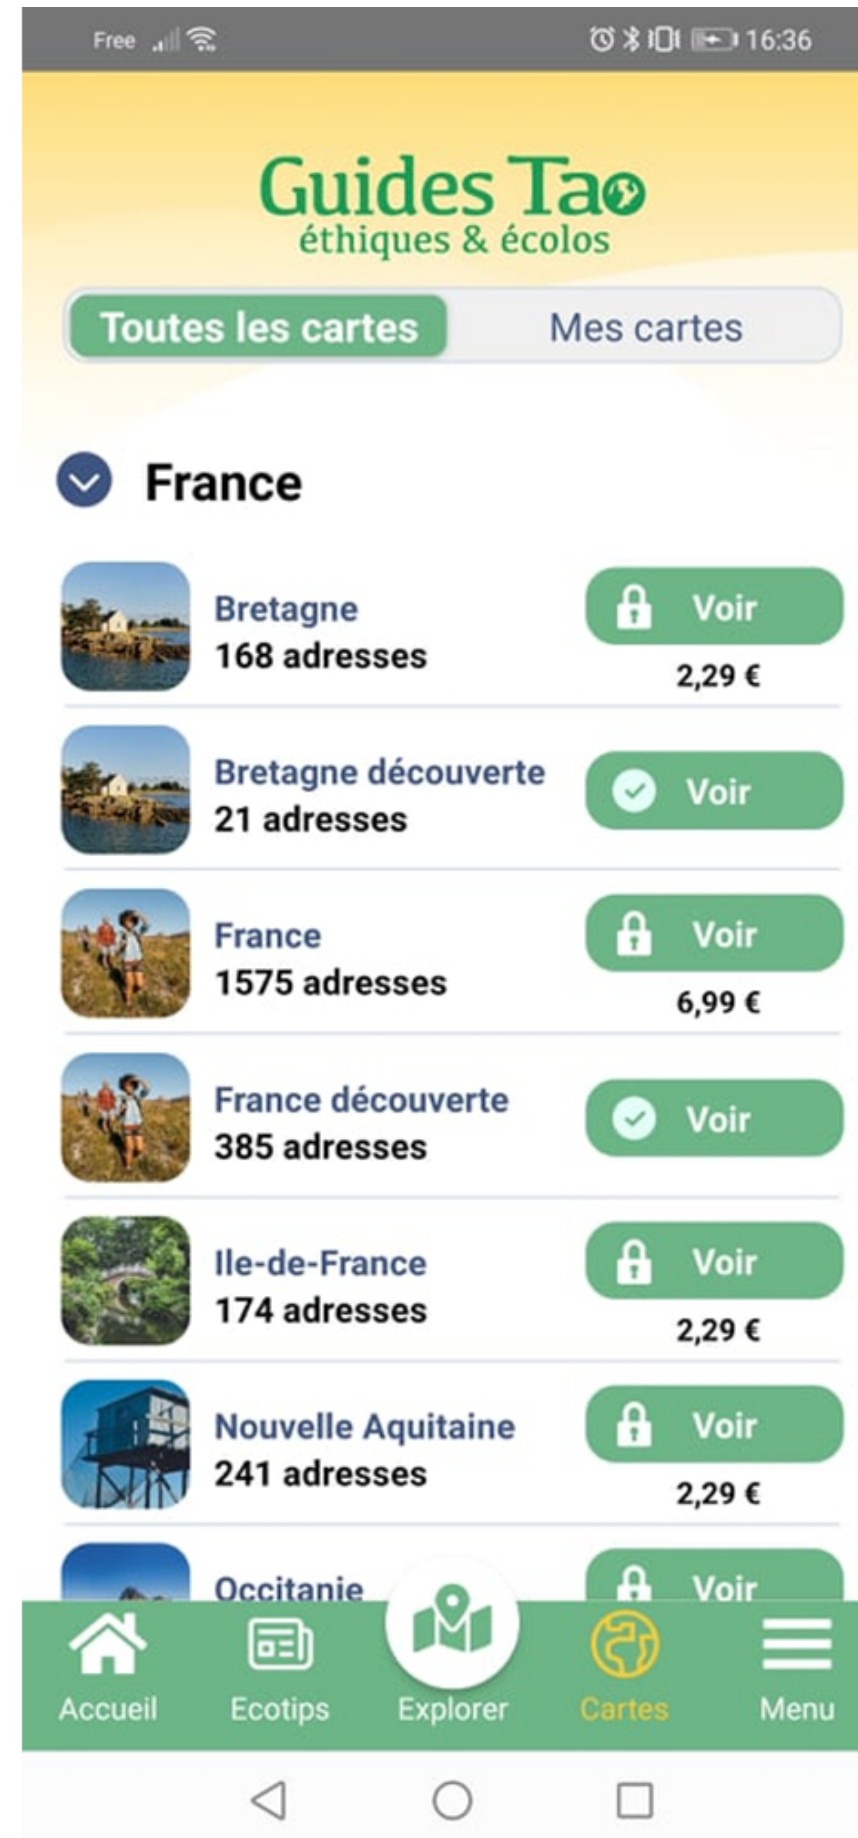 Free 16:36
Guides Tao
éthiques & écolos
Toutes les cartes Mes cartes
France
Bretagne
168 adresses
Voir
2,29 €
Bretagne découverte
21 adresses
Voir
France
1575 adresses
Voir
6,99 €
France découverte
385 adresses
Voir
Ile-de-France
174 adresses
Voir
2,29 €
Nouvelle Aquitaine
241 adresses
Voir
2,29 €
Occitanie
Voir
Accueil Ecotips Explorer Cartes Menu